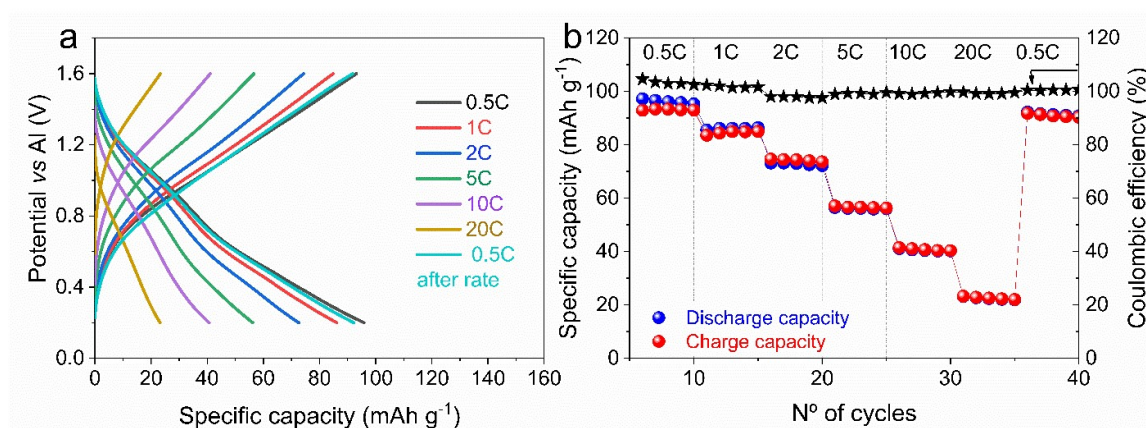 a
Potential vs Al (V)
1.6
1.2
0.8
0.4
0.0
0 20 40 60 80 100 120 140 160
Specific capacity (mAh g⁻¹)
0.5C
1C
2C
5C
10C
20C
0.5C
after rate
b
Specific capacity (mAh g⁻¹)
120
100
80
60
40
20
0
0.5C 1C 2C 5C 10C 20C 0.5C
Discharge capacity
Charge capacity
10 20 30 40
Nº of cycles
120
100
80
60
40
20
0
Coulombic efficiency (%)